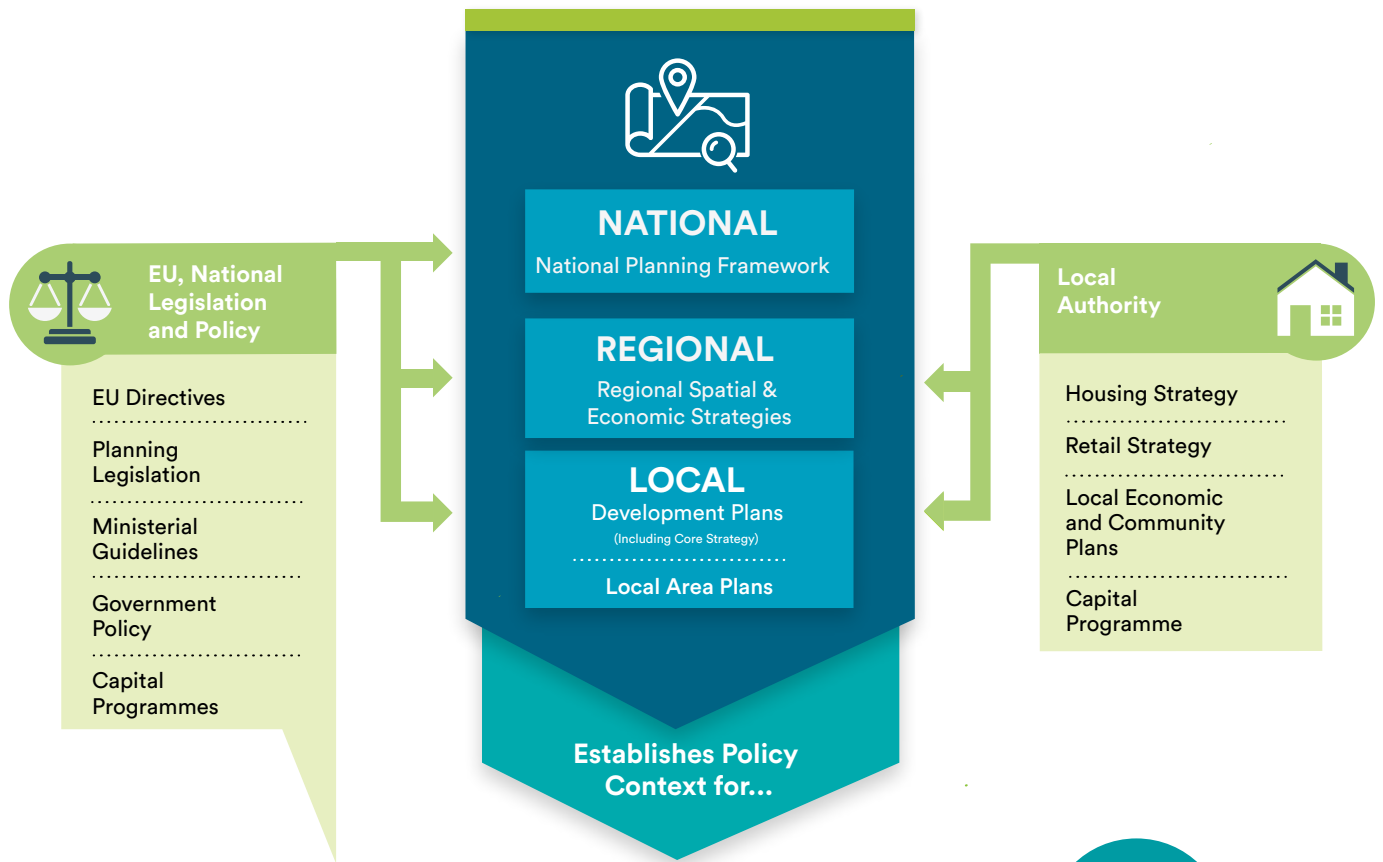 NATIONAL
National Planning Framework
REGIONAL
Regional Spatial &
Economic Strategies
LOCAL
Development Plans
(Including Core Strategy)
Local Area Plans
Establishes Policy
Context for...
EU, National
Legislation
and Policy
EU Directives
Planning
Legislation
Ministerial
Guidelines
Government
Policy
Capital
Programmes
Local
Authority
Housing Strategy
Retail Strategy
Local Economic
and Community
Plans
Capital
Programme